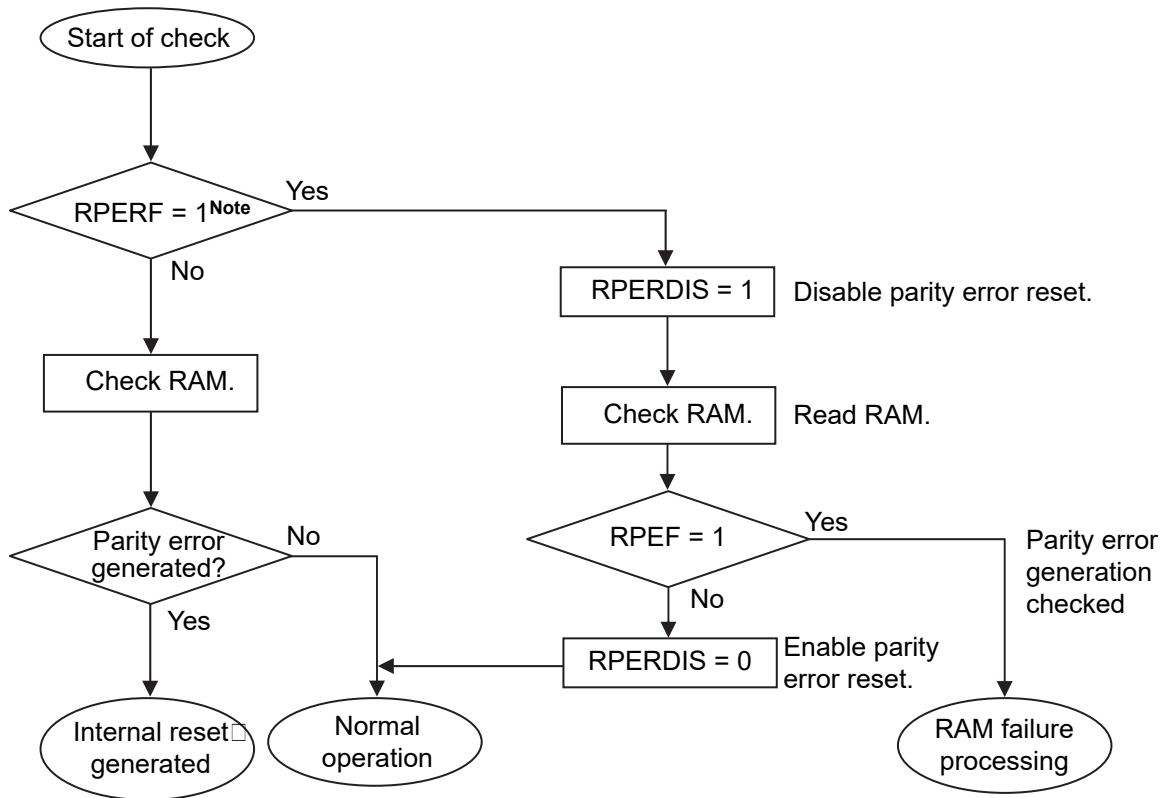 Start of check
RPERF = 1Note
Yes
No
RPERDIS = 1
Disable parity error reset.
Check RAM.
Check RAM.
Read RAM.
Parity error
generated?
No
Yes
RPEF = 1
Yes
No
Parity error
generation
checked
RPERDIS = 0
Enable parity
error reset.
Internal reset□
generated
Normal
operation
RAM failure
processing